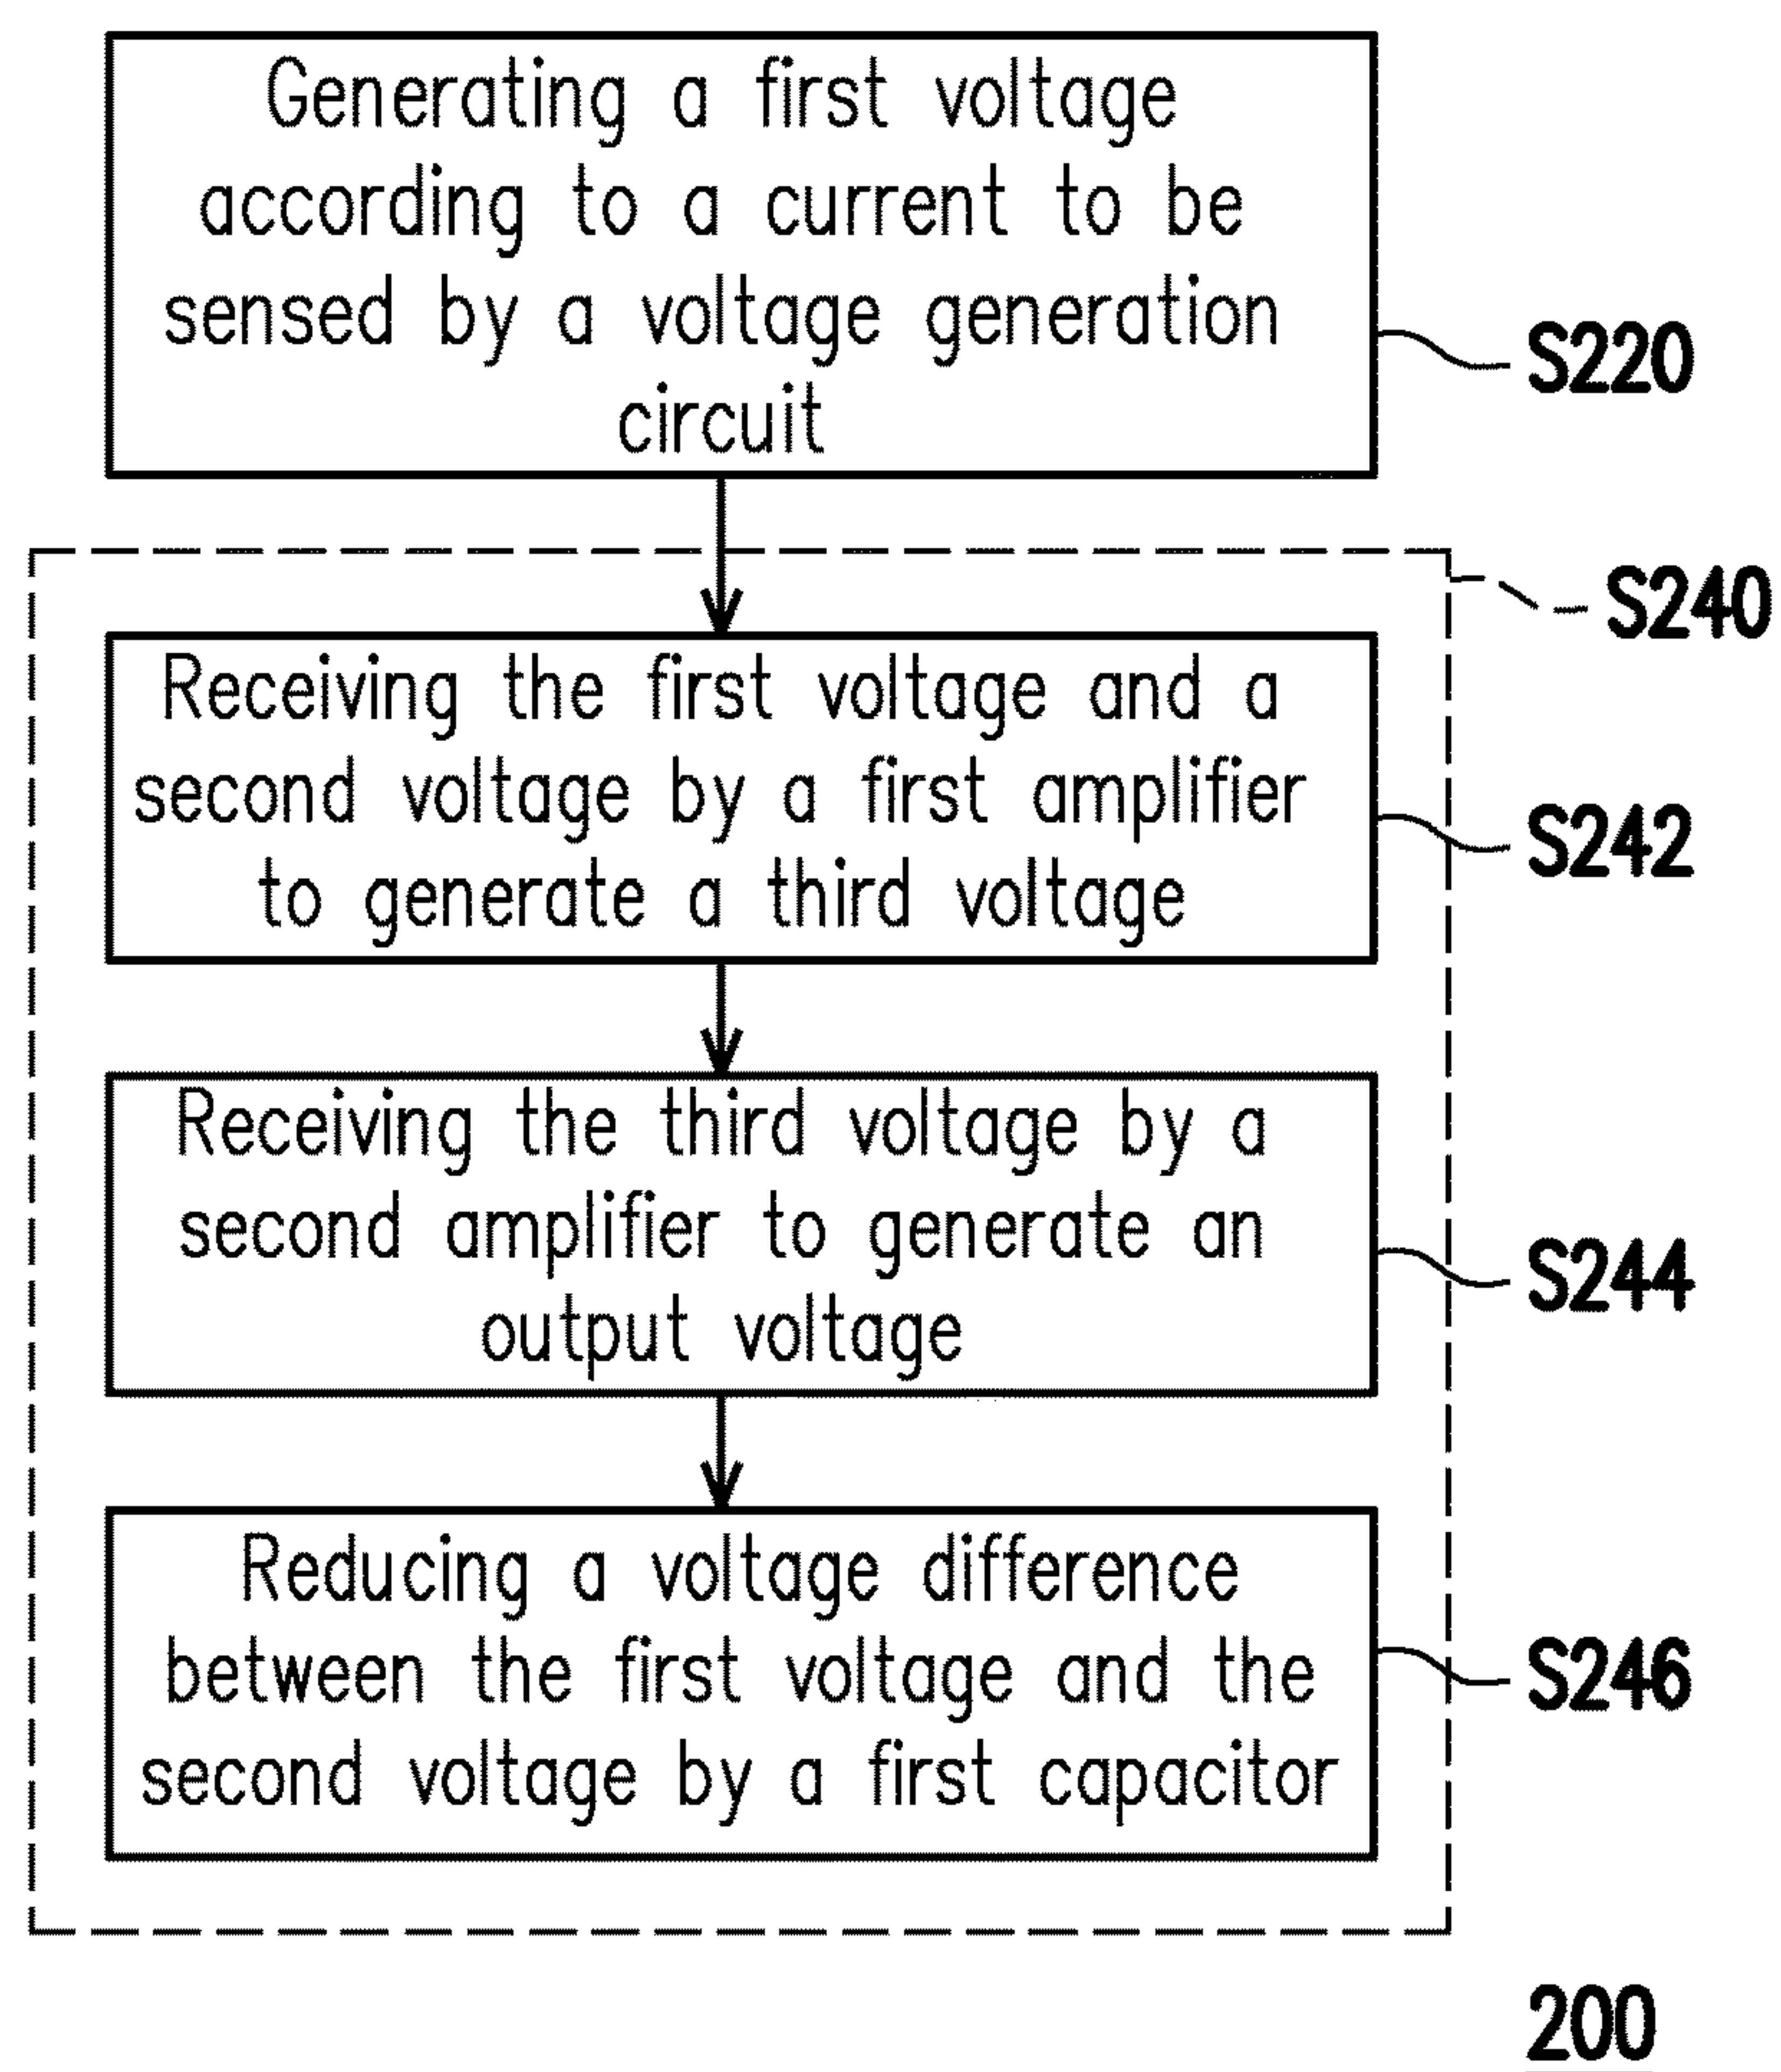 Generating a first voltage
according to a current to be
sensed by a voltage generation
circuit
S220
S240
Receiving the first voltage and a
second voltage by a first amplifier
to generate a third voltage
S242
Receiving the third voltage by a
second amplifier to generate an
output voltage
S244
Reducing a voltage difference
between the first voltage and the
second voltage by a first capacitor
S246
200